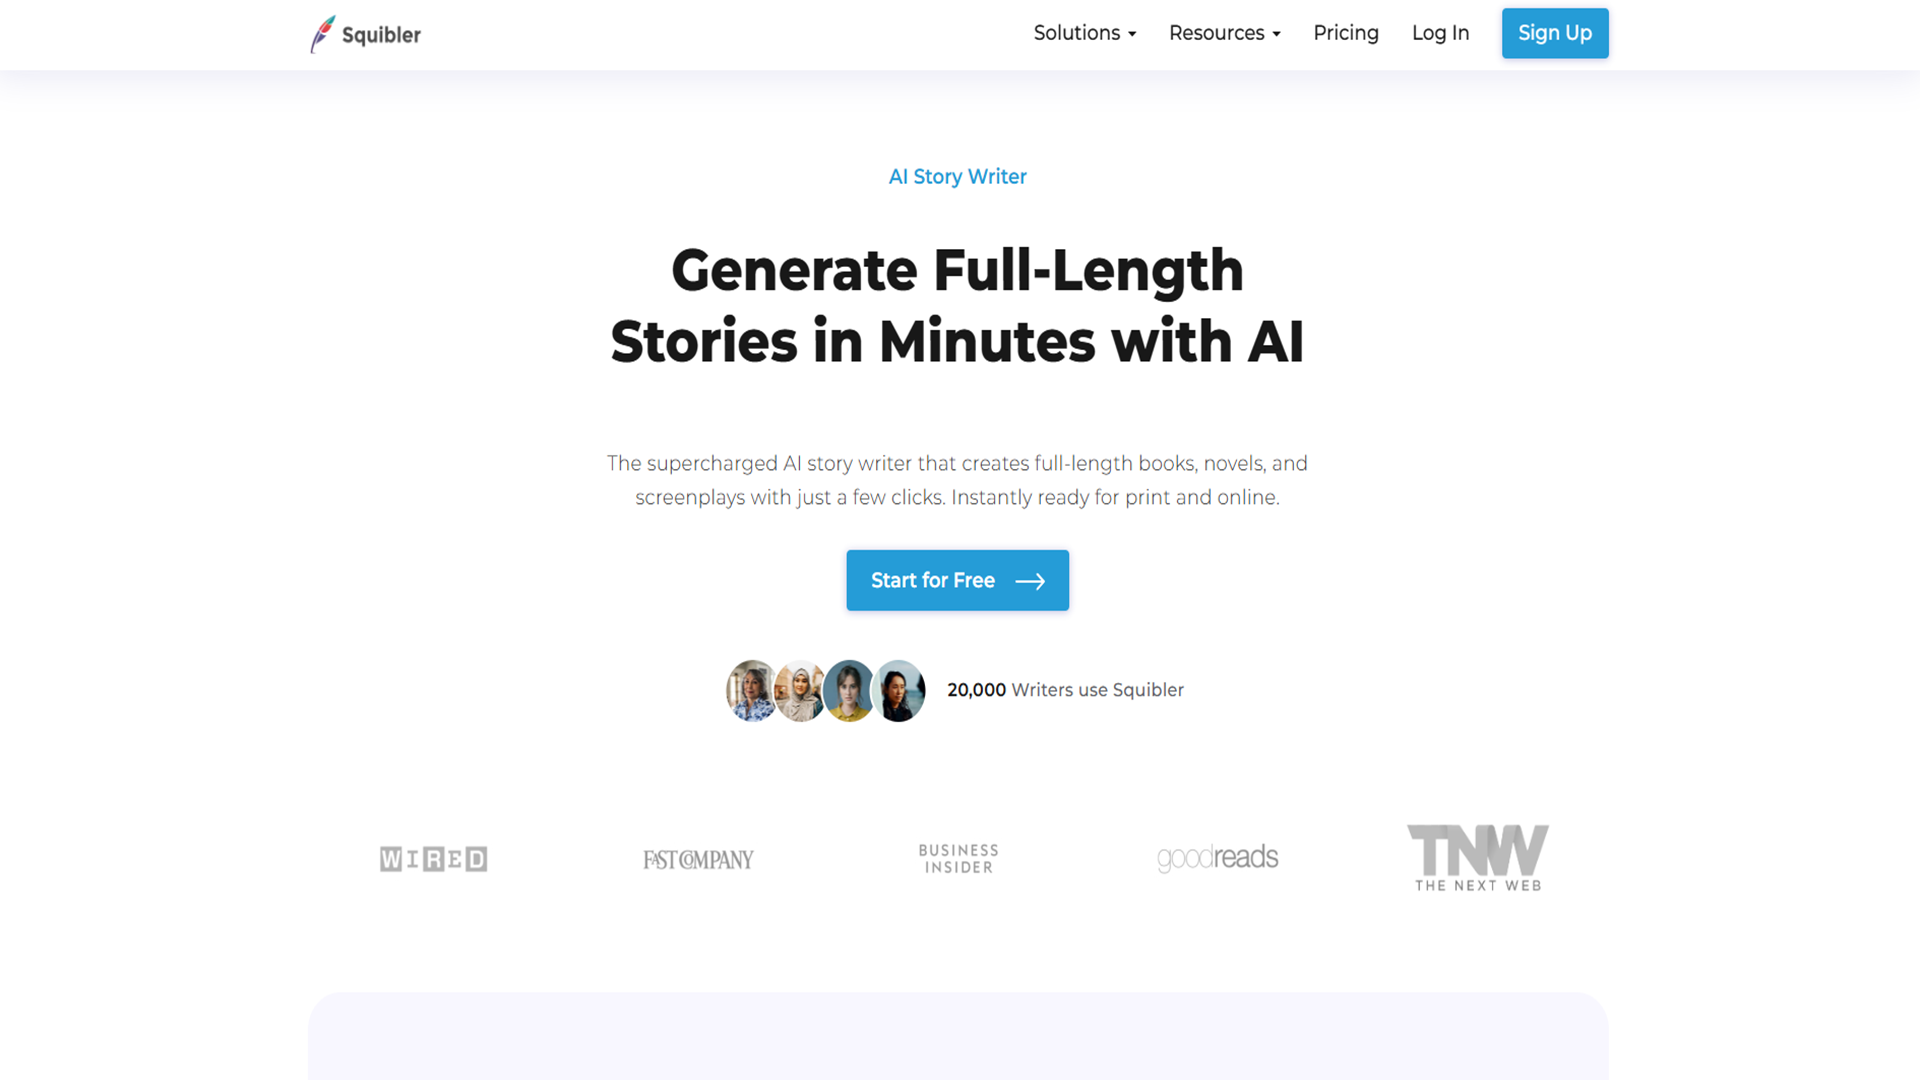 Squibler
Solutions
Resources
Pricing
Log In
Sign Up
AI Story Writer
Generate Full-Length
Stories in Minutes with AI
The supercharged AI story writer that creates full-length books, novels, and
screenplays with just a few clicks. Instantly ready for print and online.
Start for Free
20,000 Writers use Squibler
WIRED
FAST COMPANY
BUSINESS
INSIDER
goodreads
TNW
THE NEXT WEB